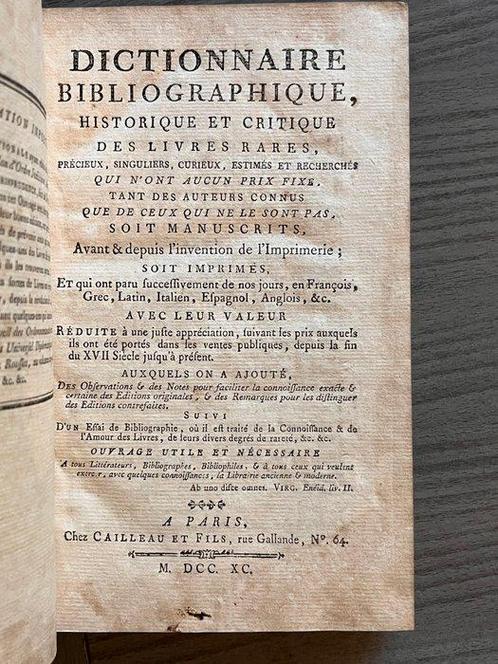 DICTIONNAIRE
BIBLIOGRAPHIQUE,
HISTORIQUE ET CRITIQUE
DES LIVRES RARES,
PRÉCIEUX, SINGULIERS, CURIEUX, ESTIMÉS ET RECHERCHÉS
QUI N'ONT AUCUN PRIX FIXE,
TANT DES AUTEURS CONNUS
QUE DE CEUX QUI NE LE SONT PAS,
SOIT MANUSCRITS,
Avant & depuis l'invention de l'Imprimerie ;
SOIT IMPRIMÉS,
Et qui ont paru ſucceſſivement de nos jours, en François,
Grec, Latin, Italien, Eſpagnol, Anglois, &c.
AVEC LEUR VALEUR
RÉDUITE à une juſte appréciation, ſuivant les prix auxquels
ils ont été portés dans les ventes publiques, depuis la fin
du XVII Siècle juſqu'à préſent.
AUXQUELS ON A AJOUTÉ,
DES Obſervations & des Notes pour faciliter la connoiſſance exacte &
certaine des Editions originales, & des Remarques pour les diſtinguer
des Editions contrefaites.
SUIVI
D'UN Eſſai de Bibliographie, où il eſt traité de la Connoiſſance & de
l'Amour des Livres, de leurs divers degrés de rareté, &c. &c.
OUVRAGE UTILE ET NÉCESSAIRE
A tous Littérateurs, Bibliographes, Bibliophiles, & à tous ceux qui veulent
exercer, avec quelques connoiſſances, la Librairie ancienne & moderne.
Ab uno diſce omnes. VIRG. Eneid. liv. II.
A PARIS,
Chez CAILLEAU ET FILS, rue Gallande, N°. 64.
M. DCC. XC.